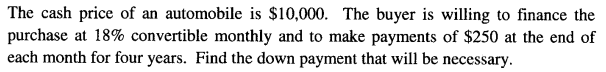 The cash price of an automobile is $10,000. The buyer is willing to finance the
purchase at 18% convertible monthly and to make payments of $250 at the end of
each month for four years. Find the down payment that will be necessary.